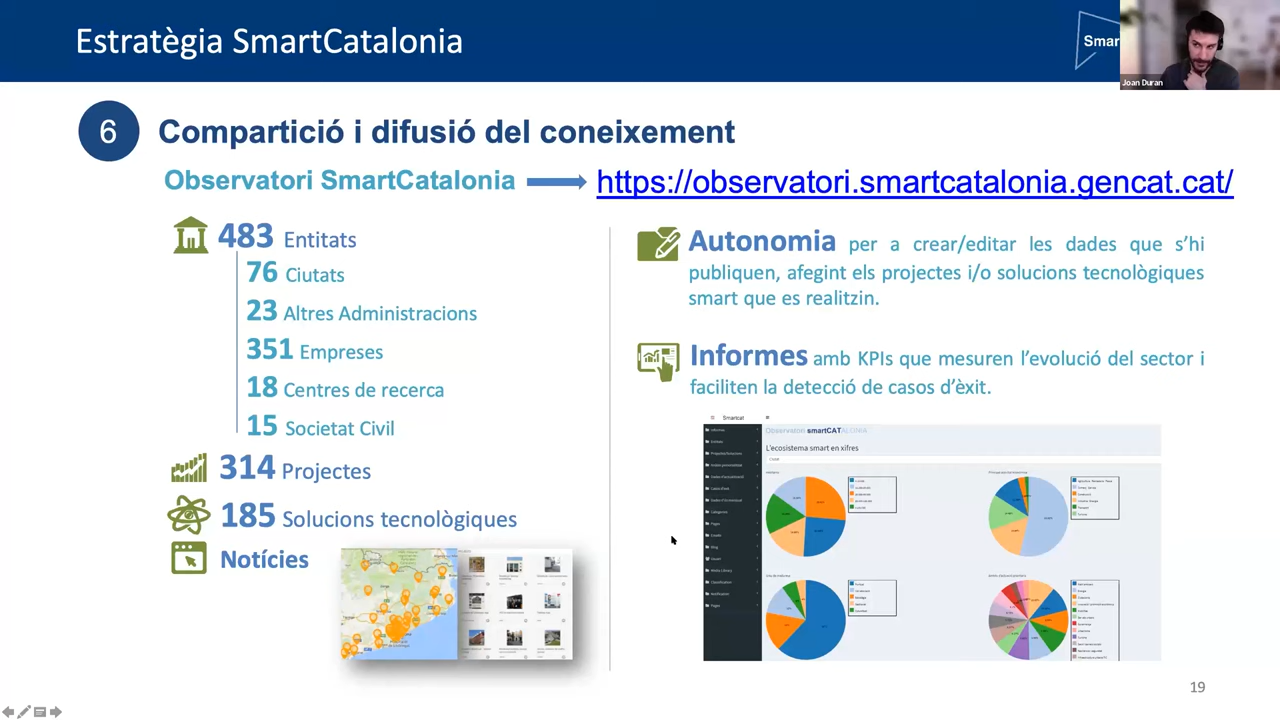 Estratègia SmartCatalonia
Smar
Joan Duran
6
Compartició i difusió del coneixement
Observatori SmartCatalonia
https://observatori.smartcatalonia.gencat.cat/
483 Entitats
76 Ciutats
23 Altres Administracions
351 Empreses
18 Centres de recerca
15 Societat Civil
314 Projectes
185 Solucions tecnològiques
Notícies
Autonomia per a crear/editar les dades que s’hi
publiquen, afegint els projectes i/o solucions tecnològiques
smart que es realitzin.
Informes amb KPIs que mesuren l’evolució del sector i
faciliten la detecció de casos d’èxit.
Smartcat
Observatori smartCATALONIA
L'ecosistema smart en xifres
19